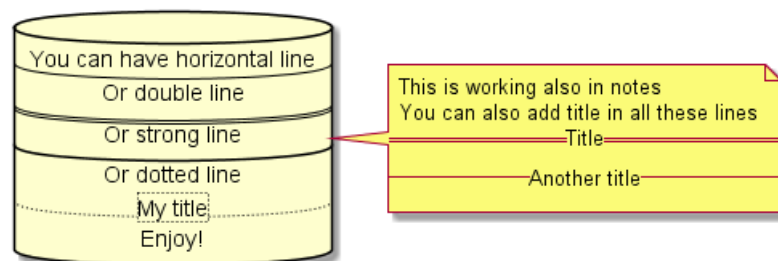 You can have horizontal line
Or double line
Or strong line
Or dotted line
My title
Enjoy!
This is working also in notes
You can also add title in all these lines
Title
Another title